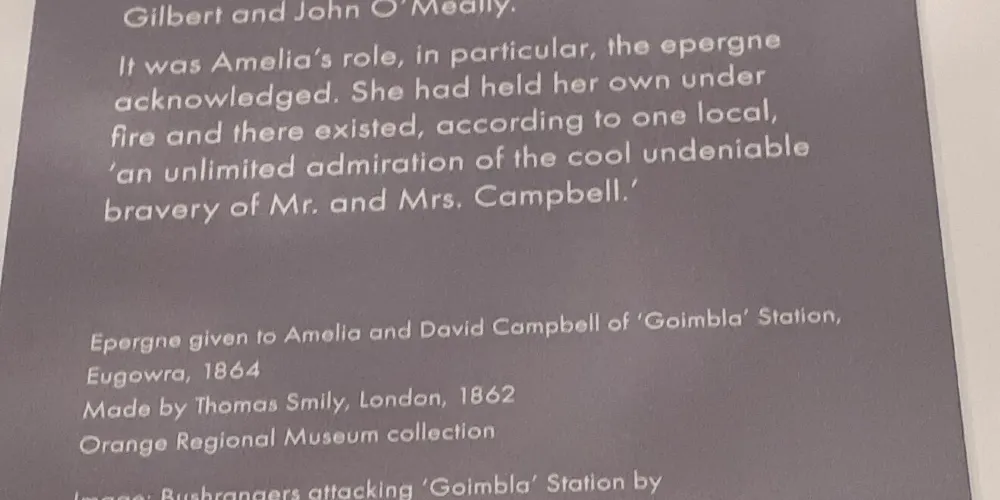 Gilbert and John O'Meally.
It was Amelia's role, in particular, the epergne
acknowledged. She had held her own under
fire and there existed, according to one local,
'an unlimited admiration of the cool undeniable
bravery of Mr. and Mrs. Campbell.'
Epergne given to Amelia and David Campbell of 'Goimbla' Station,
Eugowra, 1864
Made by Thomas Smily, London, 1862
Orange Regional Museum collection
Image: Bushrangers attacking 'Goimbla' Station by